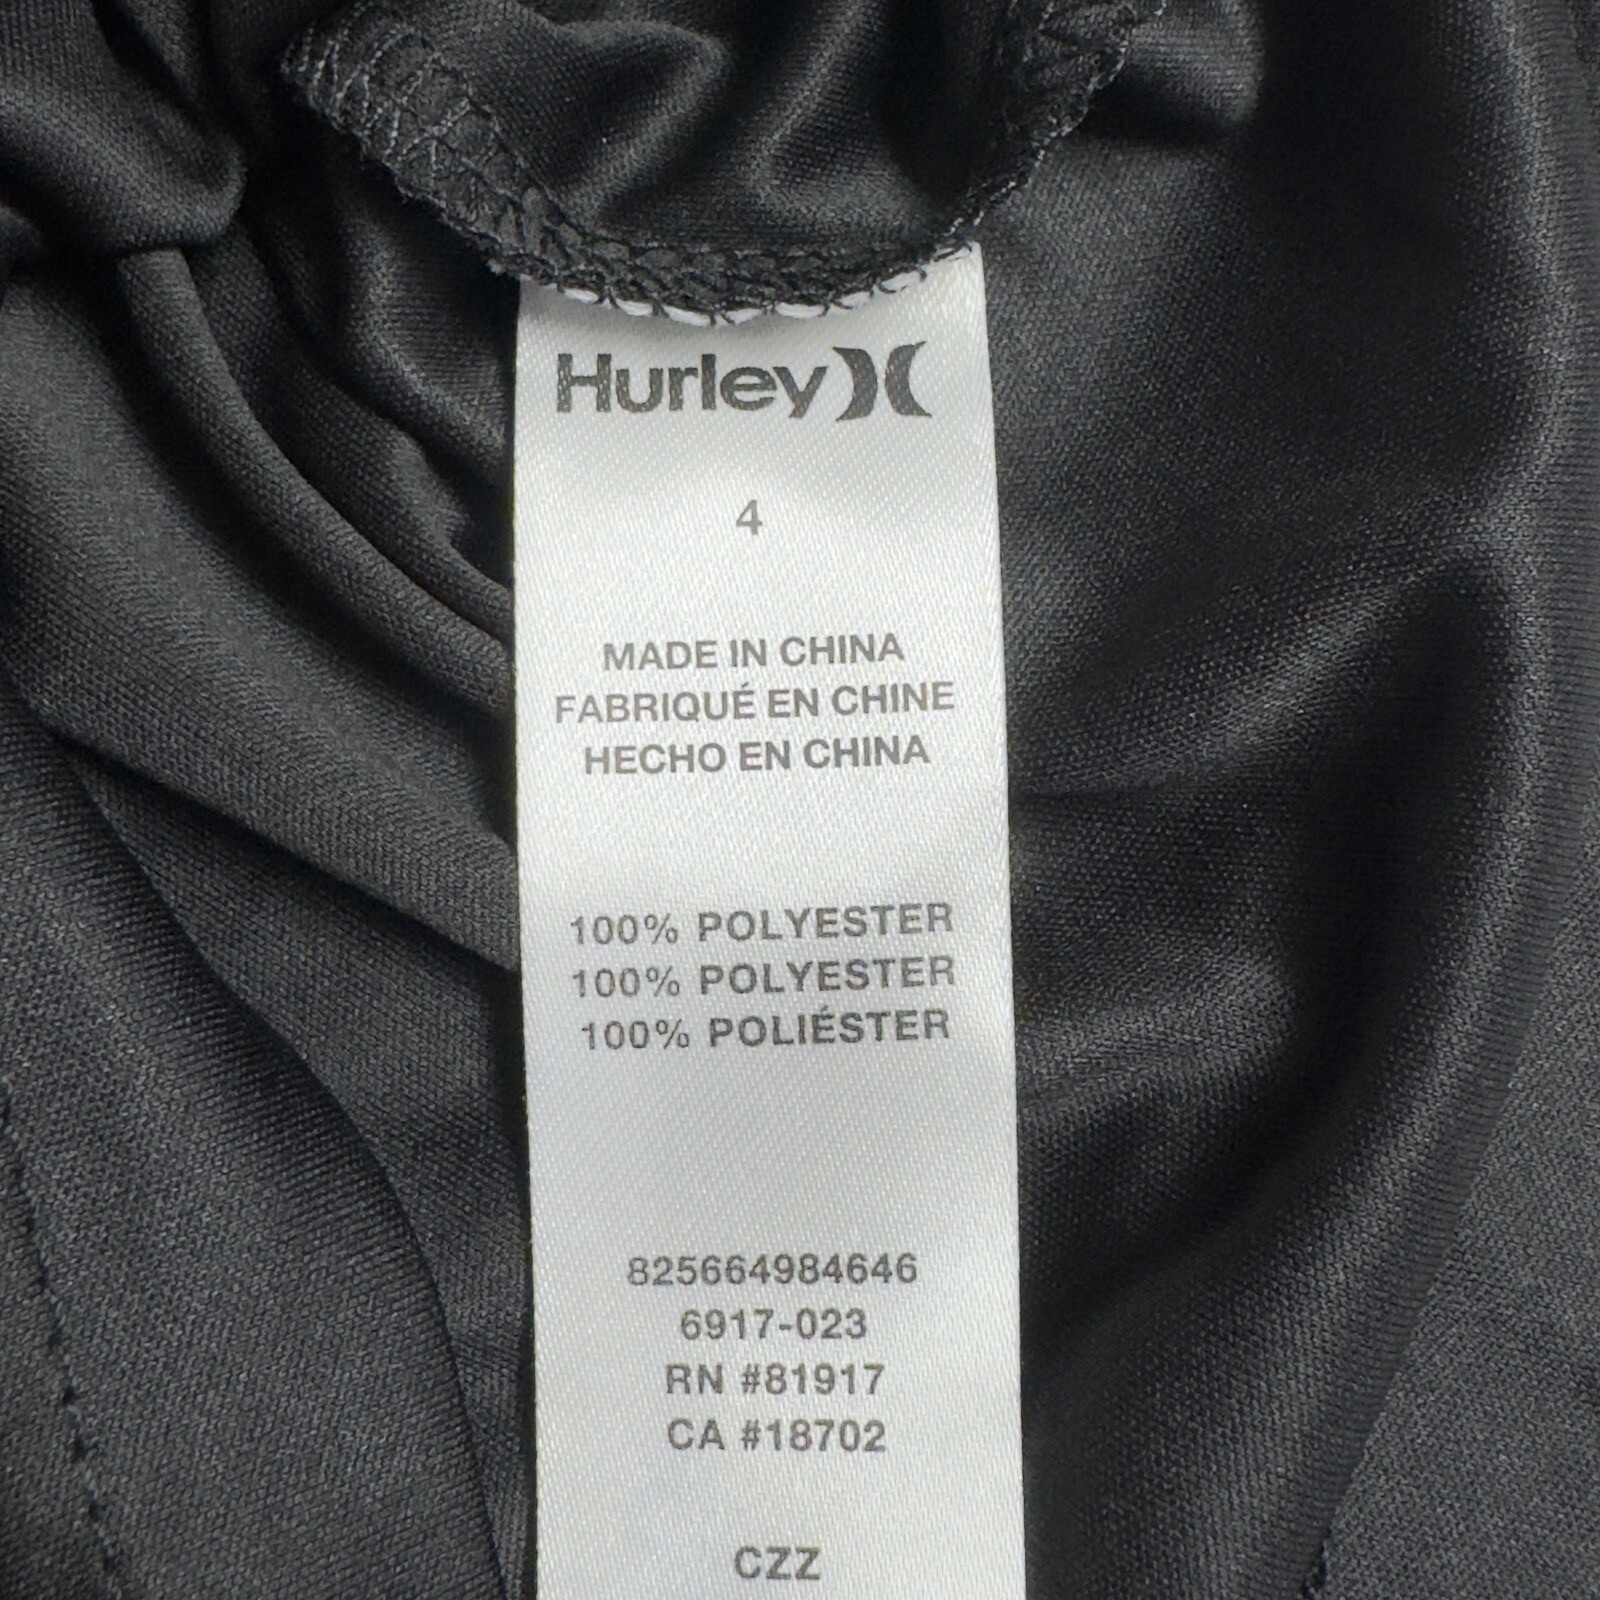 Hurley
4
MADE IN CHINA
FABRIQUÉ EN CHINE
HECHO EN CHINA
100% POLYESTER
100% POLYESTER
100% POLIÉSTER
825664984646
6917-023
RN #81917
CA #18702
CZZ